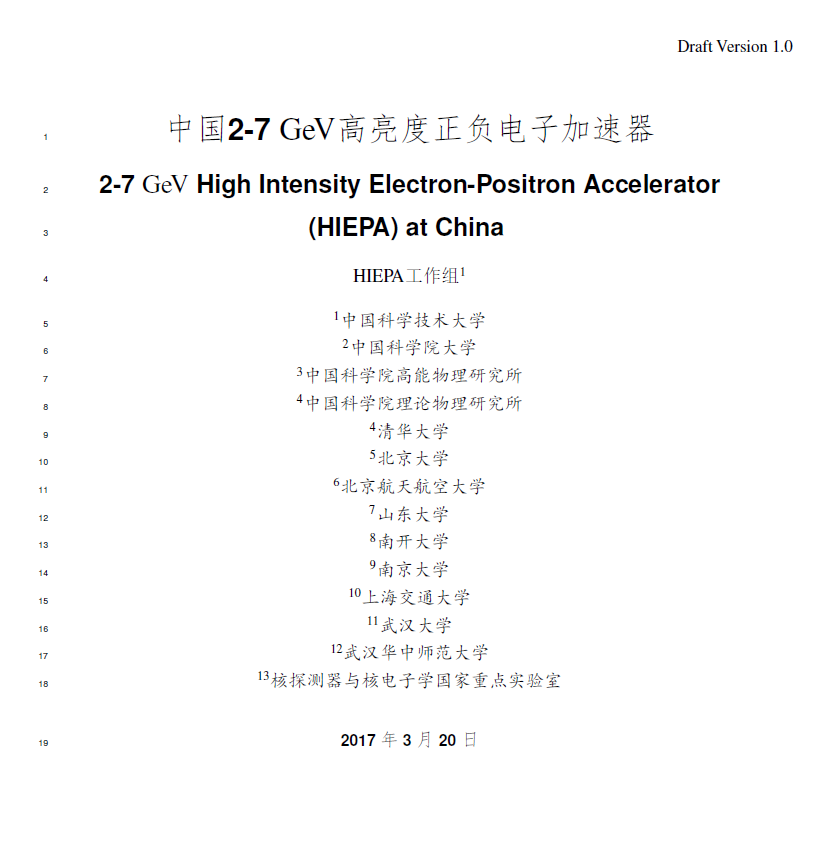 Draft Version 1.0
1 中国2-7 GeV高亮度正负电子加速器
2 2-7 GeV High Intensity Electron-Positron Accelerator
3 (HIEPA) at China
4 HIEPA工作组1
5 1中国科学技术大学
6 2中国科学院大学
7 3中国科学院高能物理研究所
8 4中国科学院理论物理研究所
9 4清华大学
10 5北京大学
11 6北京航天航空大学
12 7山东大学
13 8南开大学
14 9南京大学
15 10上海交通大学
16 11武汉大学
17 12武汉华中师范大学
18 13核探测器与核电子学国家重点实验室
19 2017 年 3 月 20 日